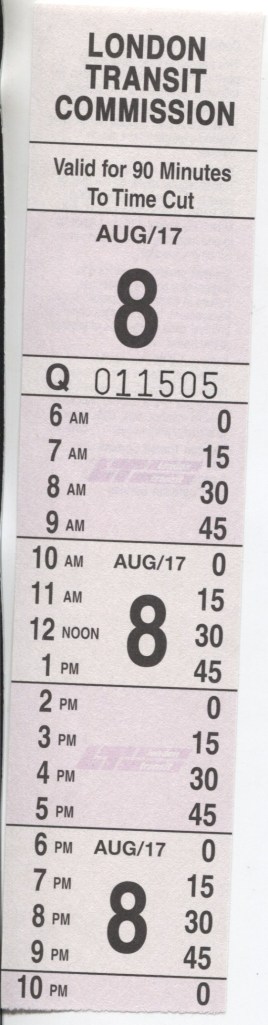 LONDON
TRANSIT
COMMISSION
Valid for 90 Minutes
To Time Cut
AUG/17
8
Q 011505
6 AM 0
7 AM 15
8 AM 30
9 AM 45
10 AM AUG/17 0
11 AM 15
8
12 NOON 30
1 PM 45
2 PM 0
3 PM 15
4 PM 30
5 PM 45
6 PM AUG/17 0
7 PM 15
8
8 PM 30
9 PM 45
10 PM 0